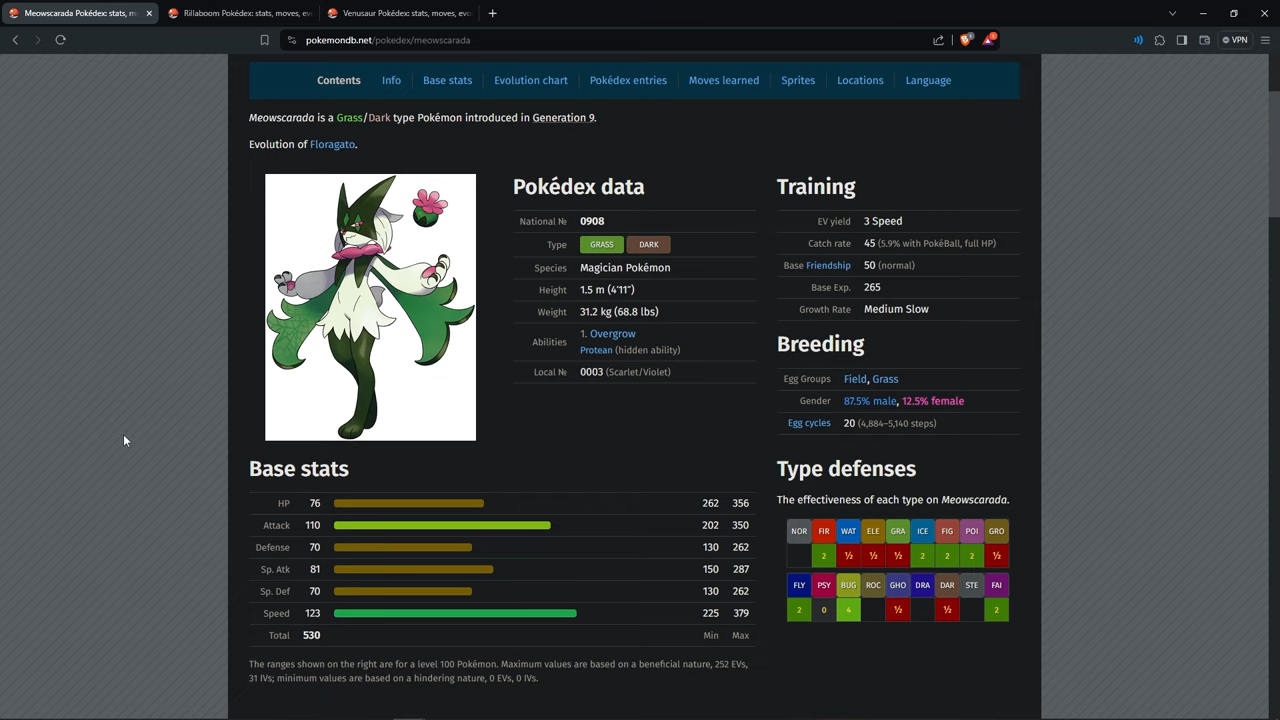 Meowscarada Pokédex: stats, m
Rillaboom Pokédex: stats, moves, ev
Venusaur Pokédex: stats, moves, evo
pokemondb.net/pokedex/meowscarada
VPN
Contents Info Base stats Evolution chart Pokédex entries Moves learned Sprites Locations Language
Meowscarada is a Grass/Dark type Pokémon introduced in Generation 9.
Evolution of Floragato.
Pokédex data
National № 0908
Type GRASS DARK
Species Magician Pokémon
Height 1.5 m (4′11″)
Weight 31.2 kg (68.8 lbs)
Abilities 1. Overgrow
Protean (hidden ability)
Local № 0003 (Scarlet/Violet)
Training
EV yield 3 Speed
Catch rate 45 (5.9% with PokéBall, full HP)
Base Friendship 50 (normal)
Base Exp. 265
Growth Rate Medium Slow
Breeding
Egg Groups Field, Grass
Gender 87.5% male, 12.5% female
Egg cycles 20 (4,884–5,140 steps)
Base stats
HP 76 262 356
Attack 110 202 350
Defense 70 130 262
Sp. Atk 81 150 287
Sp. Def 70 130 262
Speed 123 225 379
Total 530 Min Max
The ranges shown on the right are for a level 100 Pokémon. Maximum values are based on a beneficial nature, 252 EVs,
31 IVs; minimum values are based on a hindering nature, 0 EVs, 0 IVs.
Type defenses
The effectiveness of each type on Meowscarada.
NOR FIR WAT ELE GRA ICE FIG POI GRO
2 ½ ½ ½ 2 2 2 ½
FLY PSY BUG ROC GHO DRA DAR STE FAI
2 0 4 ½ ½ 2